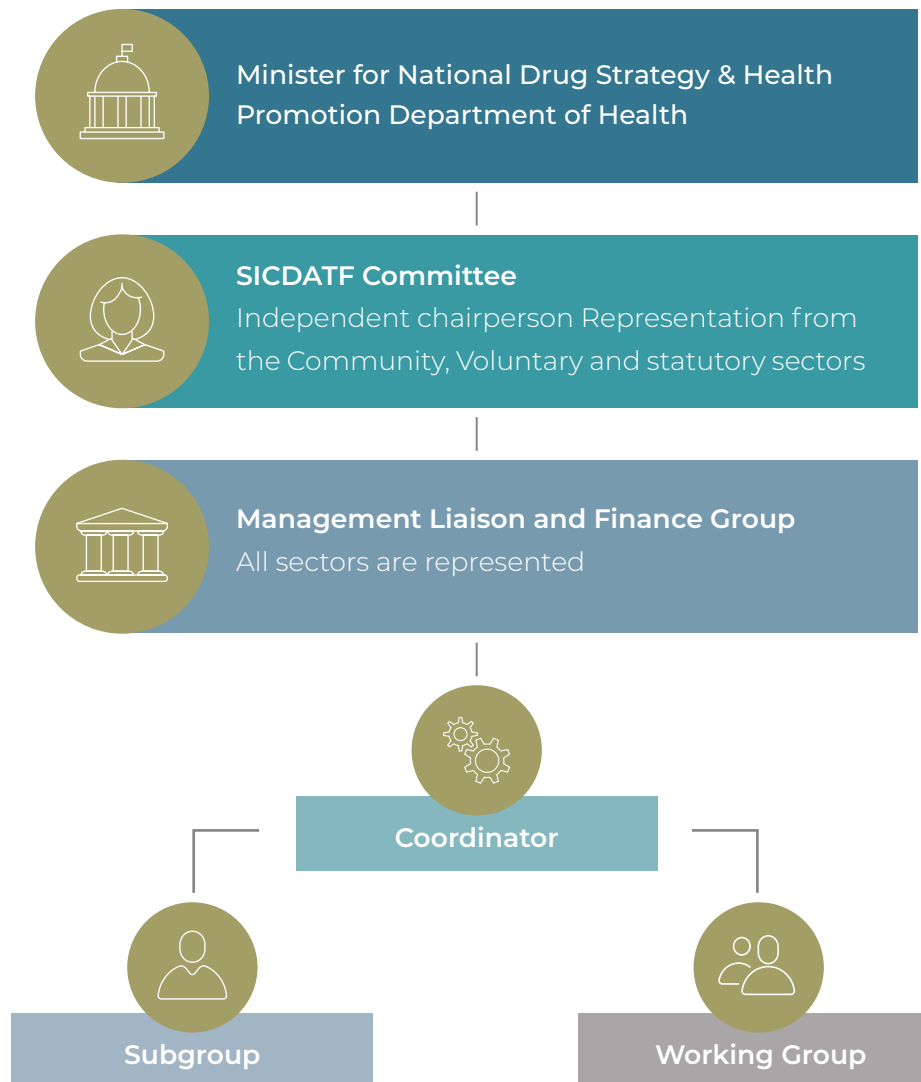 Minister for National Drug Strategy & Health
Promotion Department of Health
SICDATF Committee
Independent chairperson Representation from
the Community, Voluntary and statutory sectors
Management Liaison and Finance Group
All sectors are represented
Coordinator
Subgroup
Working Group